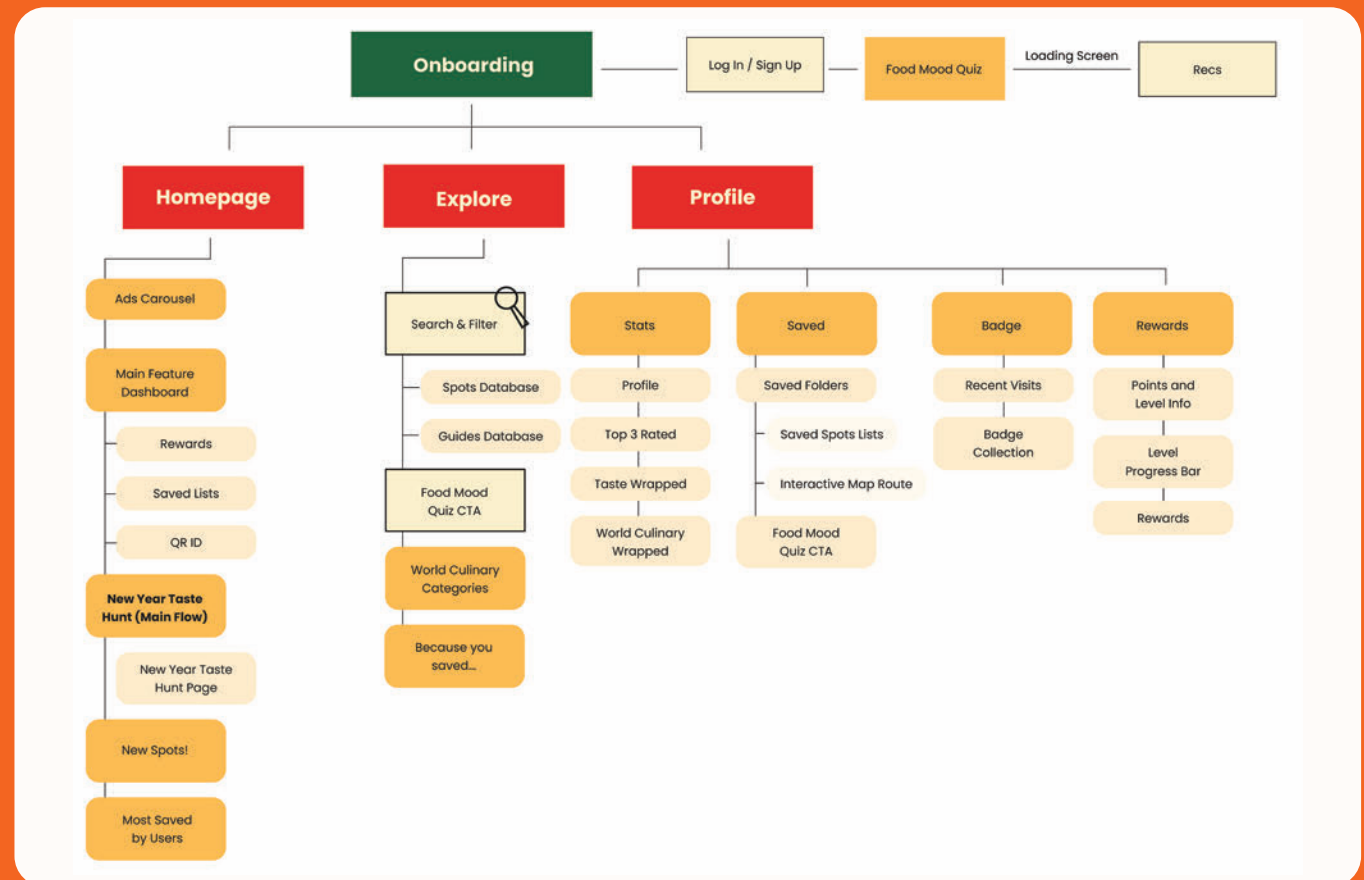 Onboarding
Log In / Sign Up
Food Mood Quiz
Loading Screen
Recs
Homepage
Explore
Profile
Ads Carousel
Main Feature
Dashboard
Rewards
Saved Lists
QR ID
New Year Taste
Hunt (Main Flow)
New Year Taste
Hunt Page
New Spots!
Most Saved
by Users
Search & Filter
Spots Database
Guides Database
Food Mood
Quiz CTA
World Culinary
Categories
Because you
saved...
Stats
Profile
Top 3 Rated
Taste Wrapped
World Culinary
Wrapped
Saved
Saved Folders
Saved Spots Lists
Interactive Map Route
Food Mood
Quiz CTA
Badge
Recent Visits
Badge
Collection
Rewards
Points and
Level Info
Level
Progress Bar
Rewards